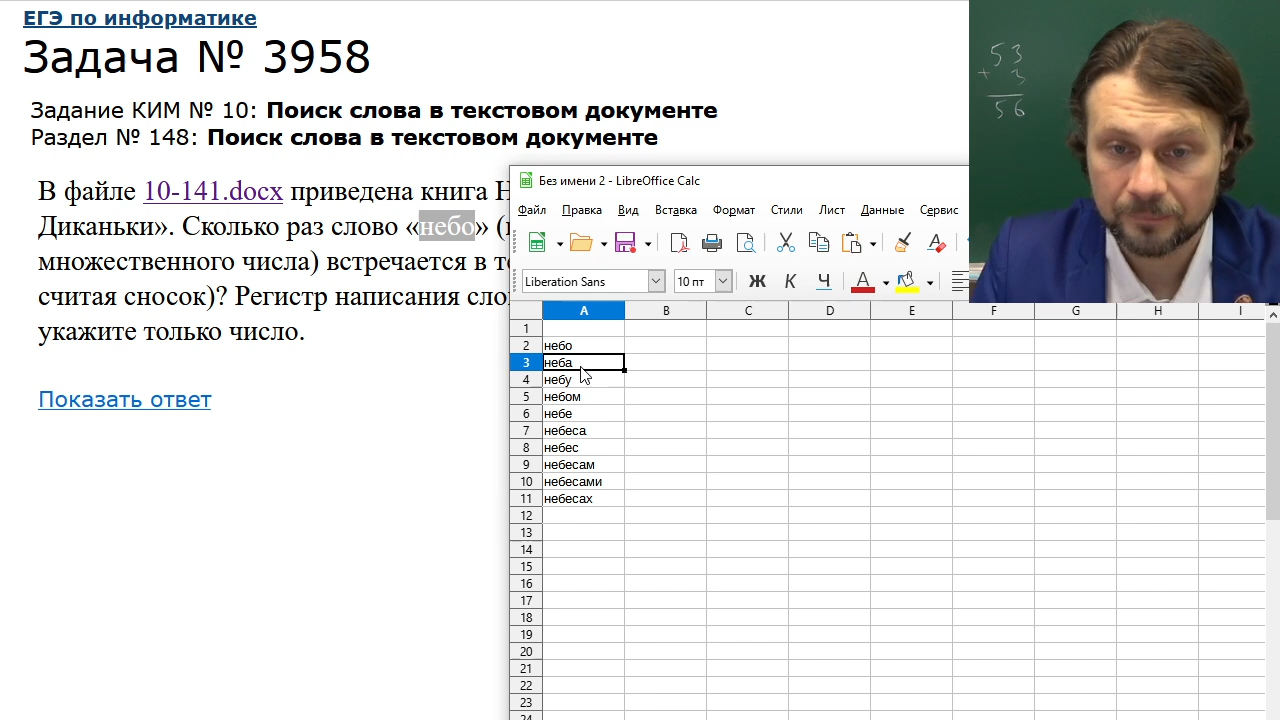 ЕГЭ по информатике
Задача № 3958
Задание КИМ № 10: Поиск слова в текстовом документе
Раздел № 148: Поиск слова в текстовом документе
В файле 10-141.docx приведена книга Н
Диканьки». Сколько раз слово «небо» (
множественного числа) встречается в т
считая сносок)? Регистр написания сло
укажите только число.
Показать ответ
53
+ 3
56
Без имени 2 - LibreOffice Calc
Файл Правка Вид Вставка Формат Стили Лист Данные Сервис
Liberation Sans 10 пт Ж К Ч А
A B C D E F G H I
1
2 небо
3 неба
4 небу
5 небом
6 небе
7 небеса
8 небес
9 небесам
10 небесами
11 небесах
12
13
14
15
16
17
18
19
20
21
22
23
24